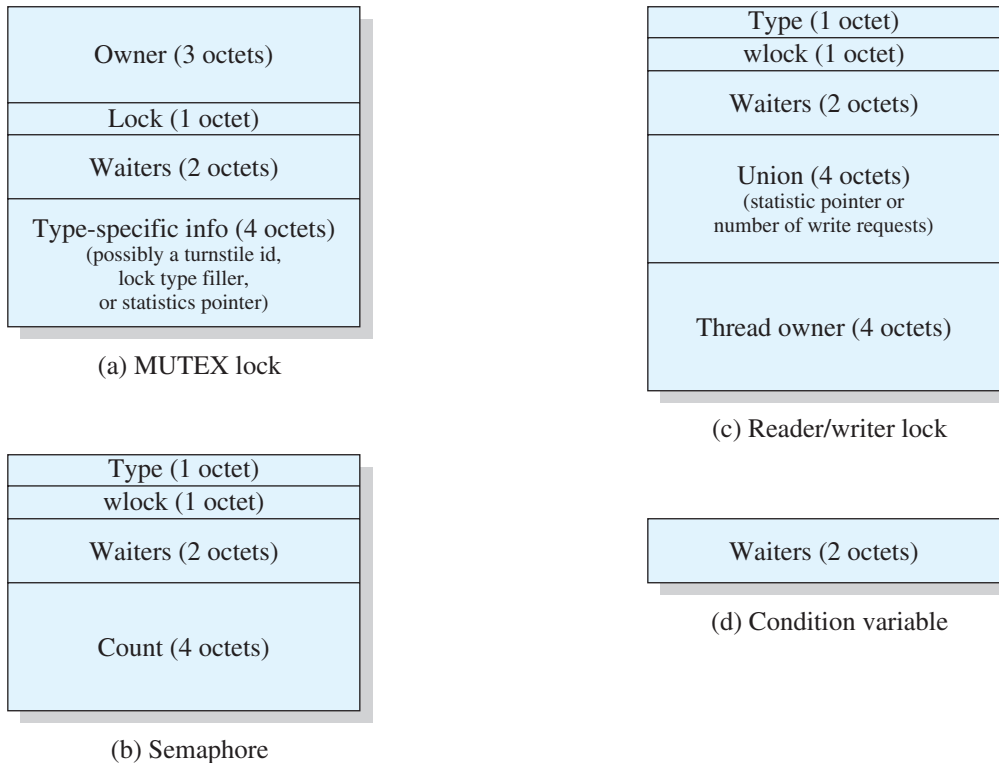 Owner (3 octets)
Lock (1 octet)
Waiters (2 octets)
Type-specific info (4 octets)
(possibly a turnstile id,
lock type filler,
or statistics pointer)
(a) MUTEX lock
Type (1 octet)
wlock (1 octet)
Waiters (2 octets)
Count (4 octets)
(b) Semaphore
Type (1 octet)
wlock (1 octet)
Waiters (2 octets)
Union (4 octets)
(statistic pointer or
number of write requests)
Thread owner (4 octets)
(c) Reader/writer lock
Waiters (2 octets)
(d) Condition variable